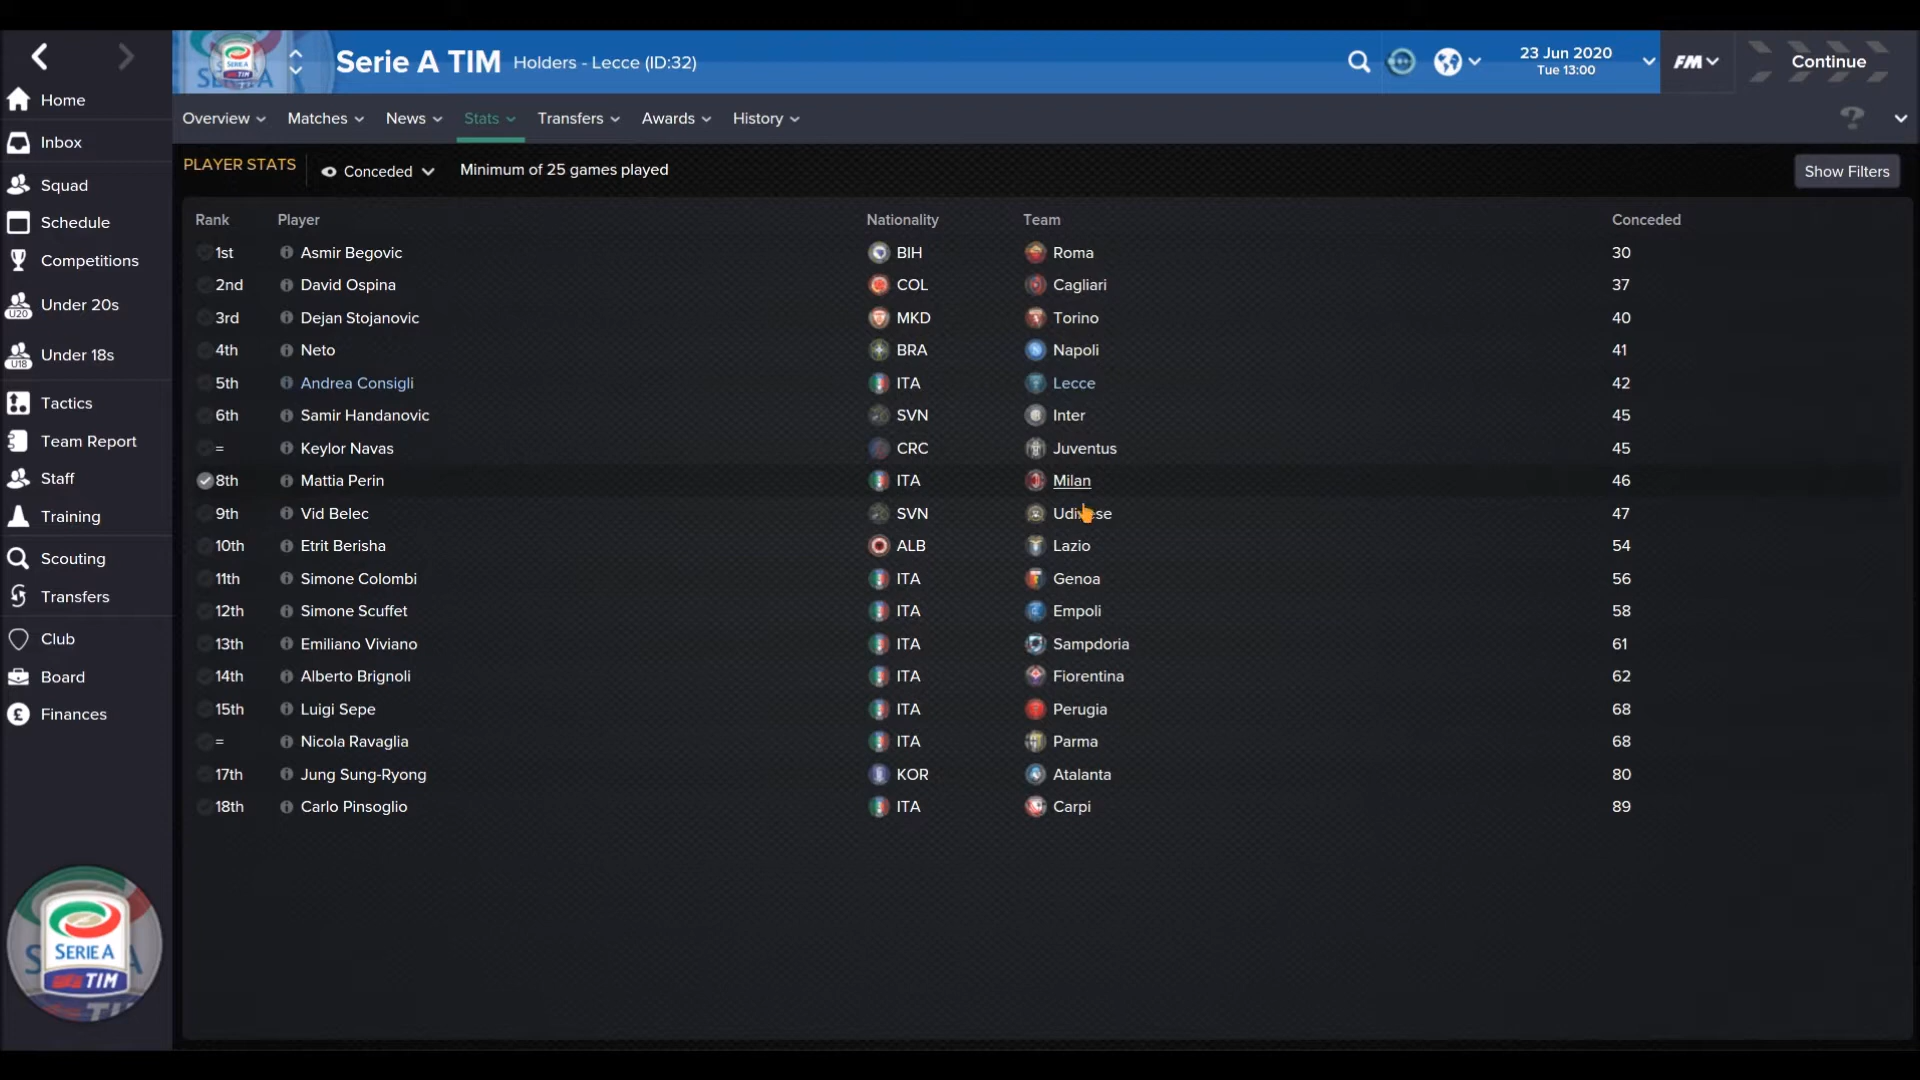 Serie A TIM Holders - Lecce (ID:32)
23 Jun 2020
Tue 13:00
FM
Continue
Home
Inbox
Squad
Schedule
Competitions
U20 Under 20s
U18 Under 18s
Tactics
Team Report
Staff
Training
Scouting
Transfers
Club
Board
Finances
Overview Matches News Stats Transfers Awards History
PLAYER STATS Conceded Minimum of 25 games played Show Filters
Rank Player Nationality Team Conceded
1st Asmir Begovic BIH Roma 30
2nd David Ospina COL Cagliari 37
3rd Dejan Stojanovic MKD Torino 40
4th Neto BRA Napoli 41
5th Andrea Consigli ITA Lecce 42
6th Samir Handanovic SVN Inter 45
= Keylor Navas CRC Juventus 45
8th Mattia Perin ITA Milan 46
9th Vid Belec SVN Udinese 47
10th Etrit Berisha ALB Lazio 54
11th Simone Colombi ITA Genoa 56
12th Simone Scuffet ITA Empoli 58
13th Emiliano Viviano ITA Sampdoria 61
14th Alberto Brignoli ITA Fiorentina 62
15th Luigi Sepe ITA Perugia 68
= Nicola Ravaglia ITA Parma 68
17th Jung Sung-Ryong KOR Atalanta 80
18th Carlo Pinsoglio ITA Carpi 89
SERIE A
TIM